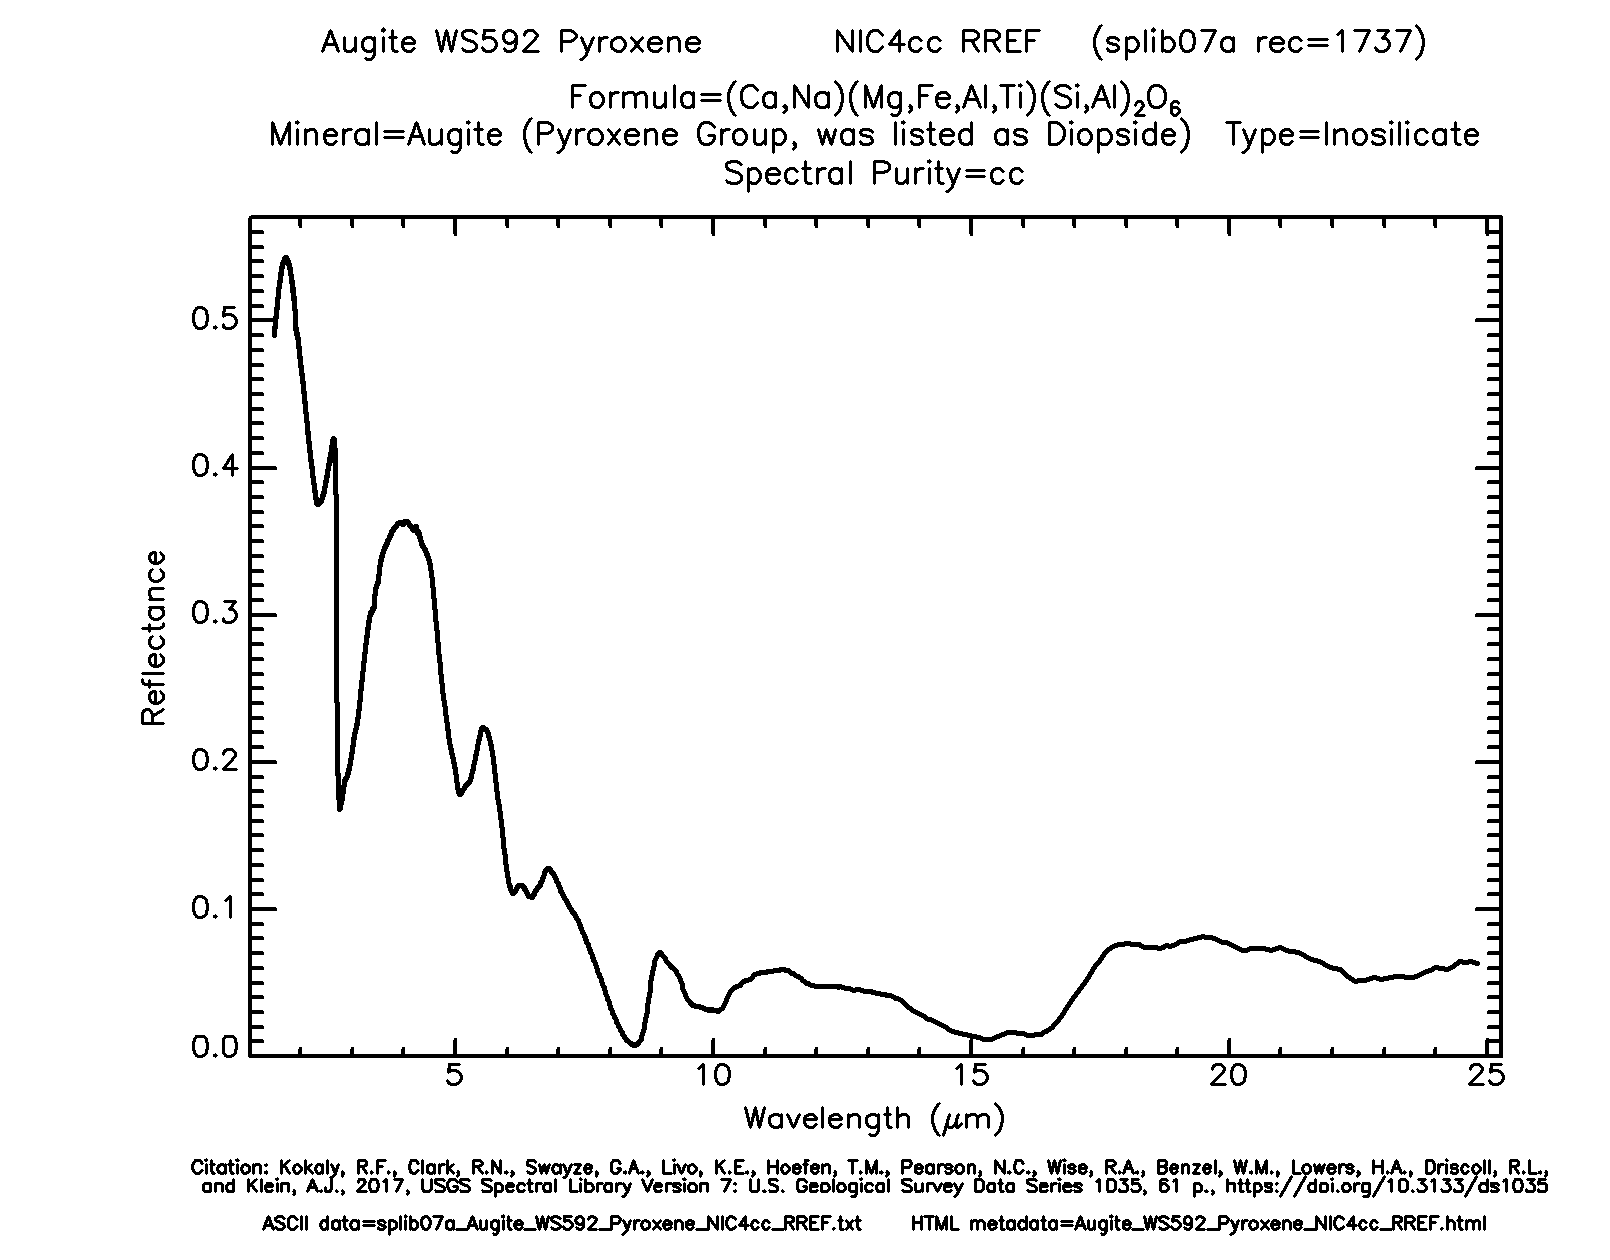 Augite WS592 Pyroxene NIC4cc RREF (splib07a rec=1737)
Formula=(Ca,Na)(Mg,Fe,Al,Ti)(Si,Al)₂O₆
Mineral=Augite (Pyroxene Group, was listed as Diopside) Type=Inosilicate
Spectral Purity=cc
0.5
0.4
0.3
0.2
0.1
0.0
Reflectance
5 10 15 20 25
Wavelength (μm)
Citation: Kokaly, R.F., Clark, R.N., Swayze, G.A., Livo, K.E., Hoefen, T.M., Pearson, N.C., Wise, R.A., Benzel, W.M., Lowers, H.A., Driscoll, R.L.,
and Klein, A.J., 2017, USGS Spectral Library Version 7: U.S. Geological Survey Data Series 1035, 61 p., https://doi.org/10.3133/ds1035
ASCII data=splib07a_Augite_WS592_Pyroxene_NIC4cc_RREF.txt HTML metadata=Augite_WS592_Pyroxene_NIC4cc_RREF.html